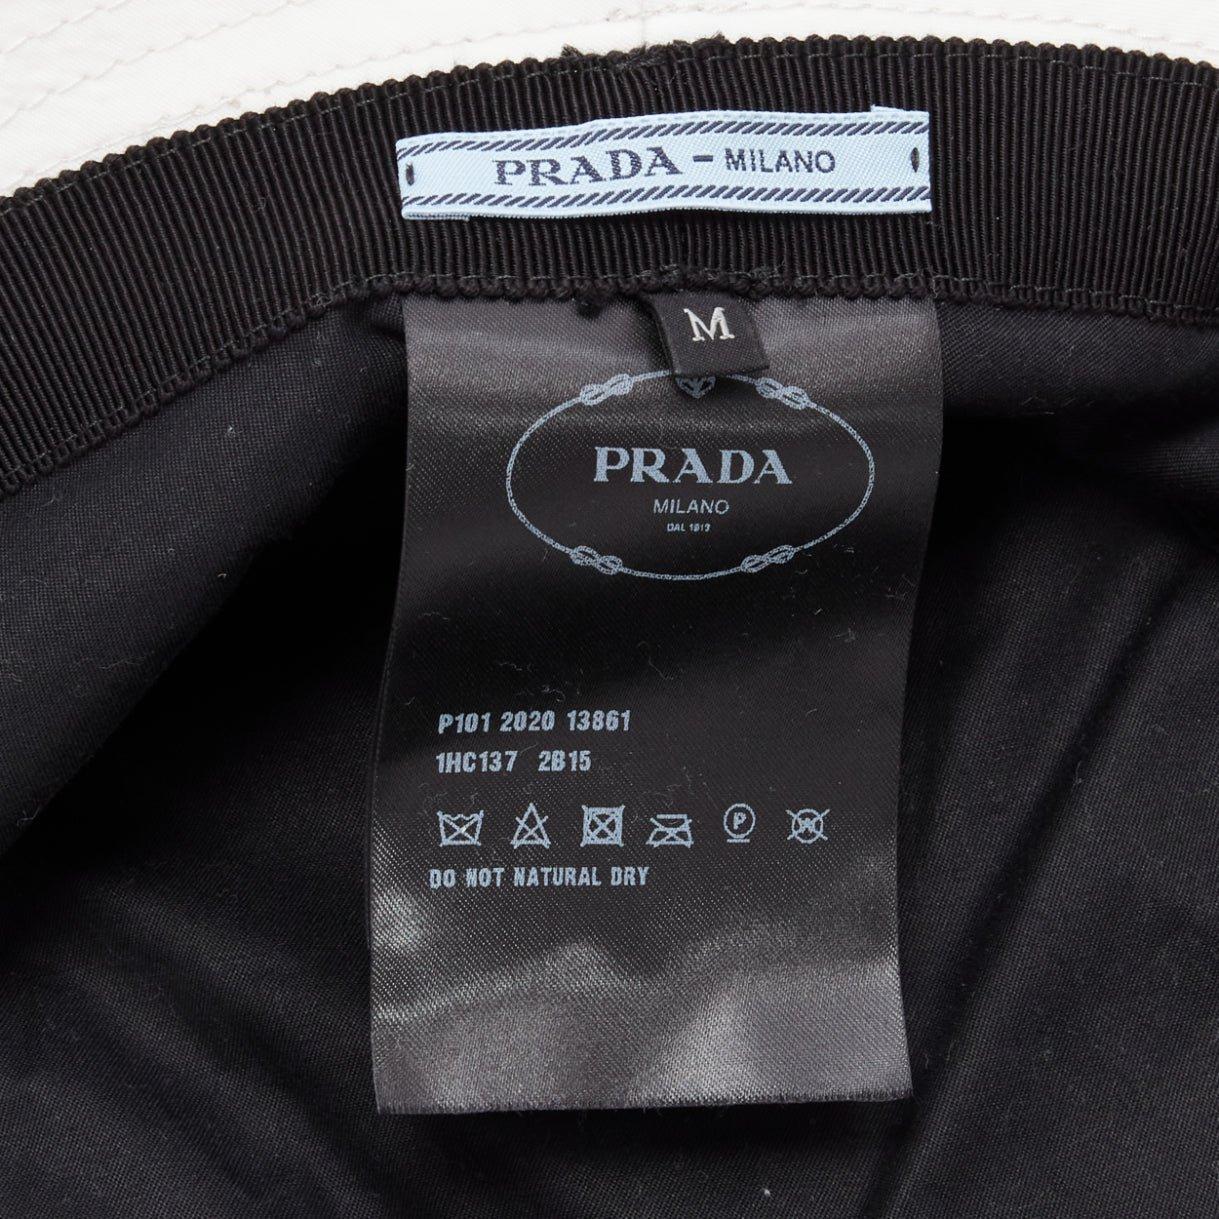 PRADA - MILANO
M
PRADA
MILANO
DAL 1913
P101 2020 13861
1HC137 2B15
P
DO NOT NATURAL DRY